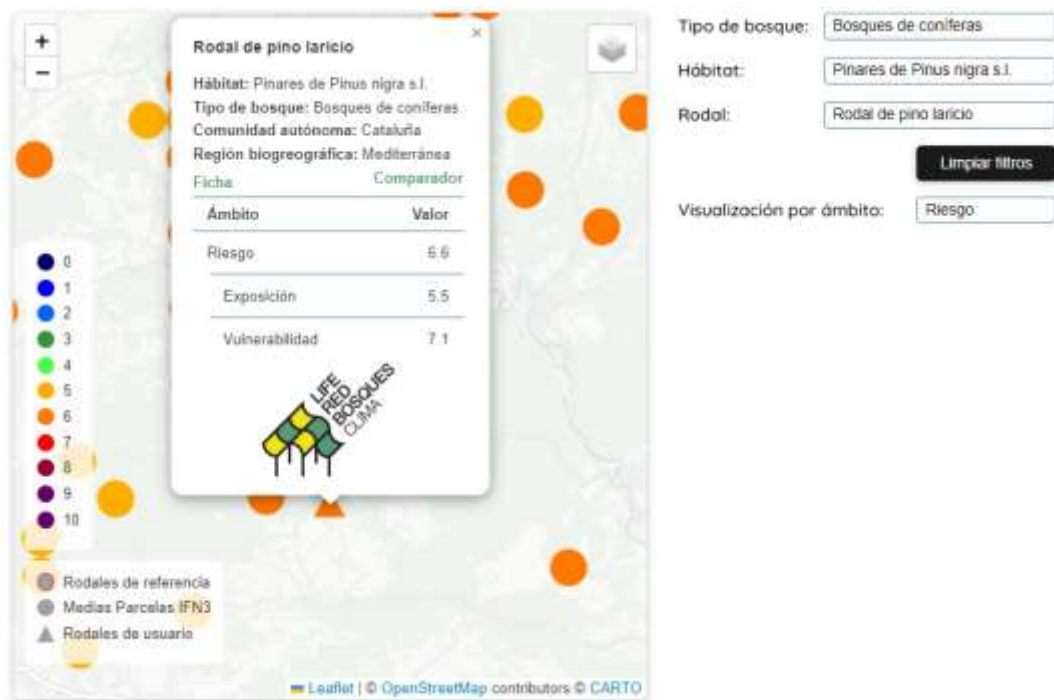 +
−
×
Rodal de pino laricio
Hábitat: Pinares de Pinus nigra s.l.
Tipo de bosque: Bosques de coníferas
Comunidad autónoma: Cataluña
Región biogreográfica: Mediterránea
Ficha Comparador
Ámbito Valor
Riesgo 6.6
Exposición 5.5
Vulnerabilidad 7.1
LIFE
RED
BOSQUES
CLIMA
0
1
2
3
4
5
6
7
8
9
10
Rodales de referencia
Medias Parcelas IFN3
Rodales de usuario
Leaflet | © OpenStreetMap contributors © CARTO
Tipo de bosque: Bosques de coníferas
Hábitat: Pinares de Pinus nigra s.l.
Rodal: Rodal de pino laricio
Limpiar filtros
Visualización por ámbito: Riesgo